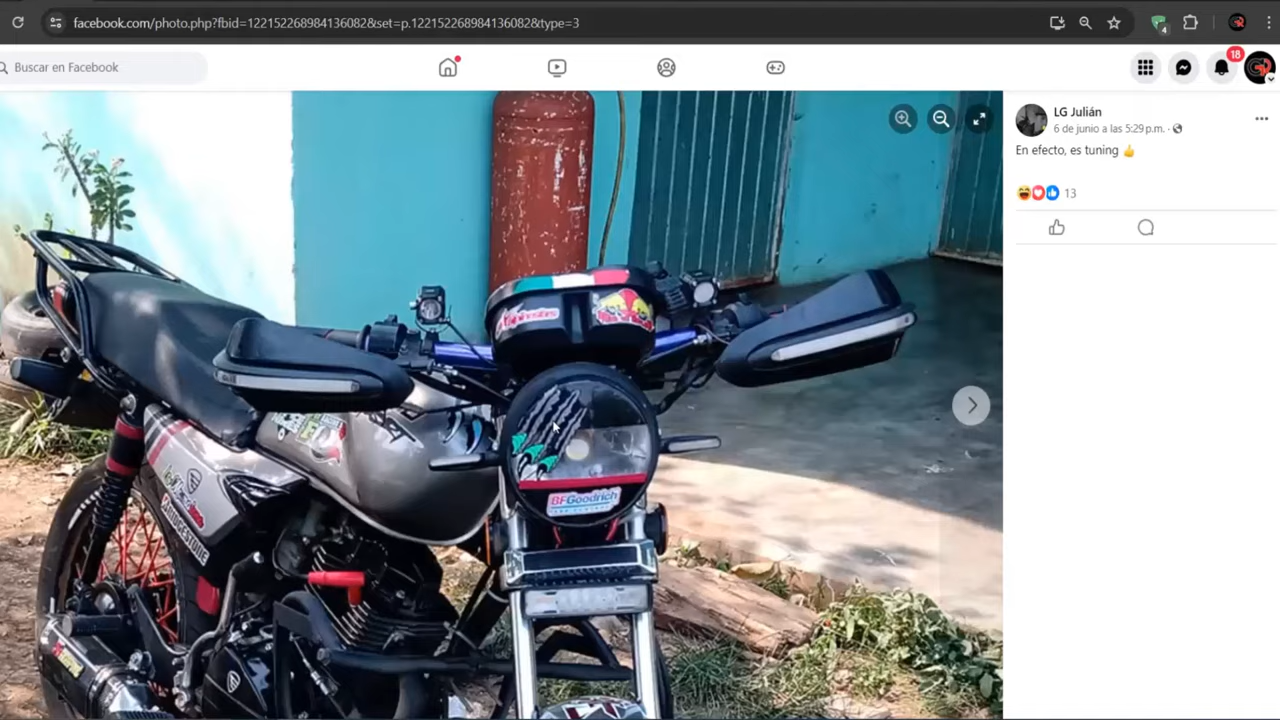 facebook.com/photo.php?fbid=122152268984136082&set=p.122152268984136082&type=3
4
Buscar en Facebook
18
LG Julián
6 de junio a las 5:29 p.m. ·
En efecto, es tuning 👍
13
BFGoodrich
BRIDGESTONE